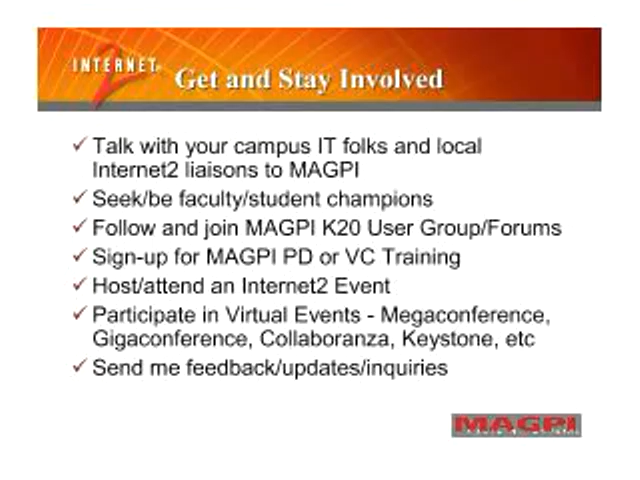 INTERNET
2
Get and Stay Involved
✓ Talk with your campus IT folks and local
Internet2 liaisons to MAGPI
✓ Seek/be faculty/student champions
✓ Follow and join MAGPI K20 User Group/Forums
✓ Sign-up for MAGPI PD or VC Training
✓ Host/attend an Internet2 Event
✓ Participate in Virtual Events - Megaconference,
Gigaconference, Collaboranza, Keystone, etc
✓ Send me feedback/updates/inquiries
MAGPI